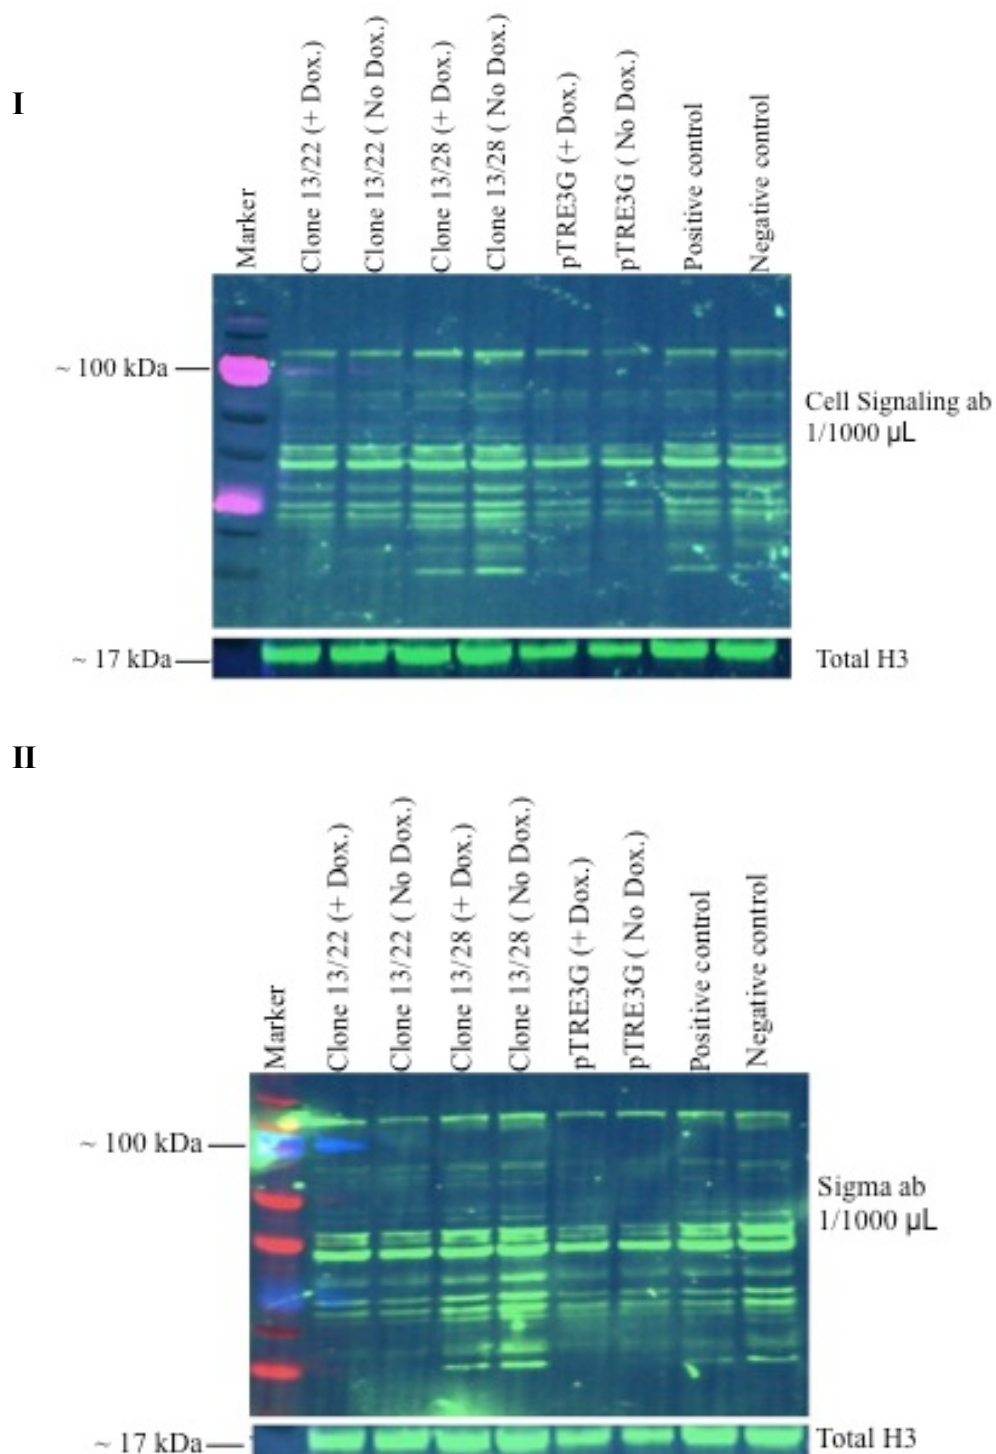 I
Marker
Clone 13/22 (+ Dox.)
Clone 13/22 ( No Dox.)
Clone 13/28 (+ Dox.)
Clone 13/28 ( No Dox.)
pTRE3G (+ Dox.)
pTRE3G ( No Dox.)
Positive control
Negative control
~ 100 kDa
Cell Signaling ab
1/1000 µL
~ 17 kDa
Total H3
II
Marker
Clone 13/22 (+ Dox.)
Clone 13/22 ( No Dox.)
Clone 13/28 (+ Dox.)
Clone 13/28 ( No Dox.)
pTRE3G (+ Dox.)
pTRE3G ( No Dox.)
Positive control
Negative control
~ 100 kDa
Sigma ab
1/1000 µL
~ 17 kDa
Total H3